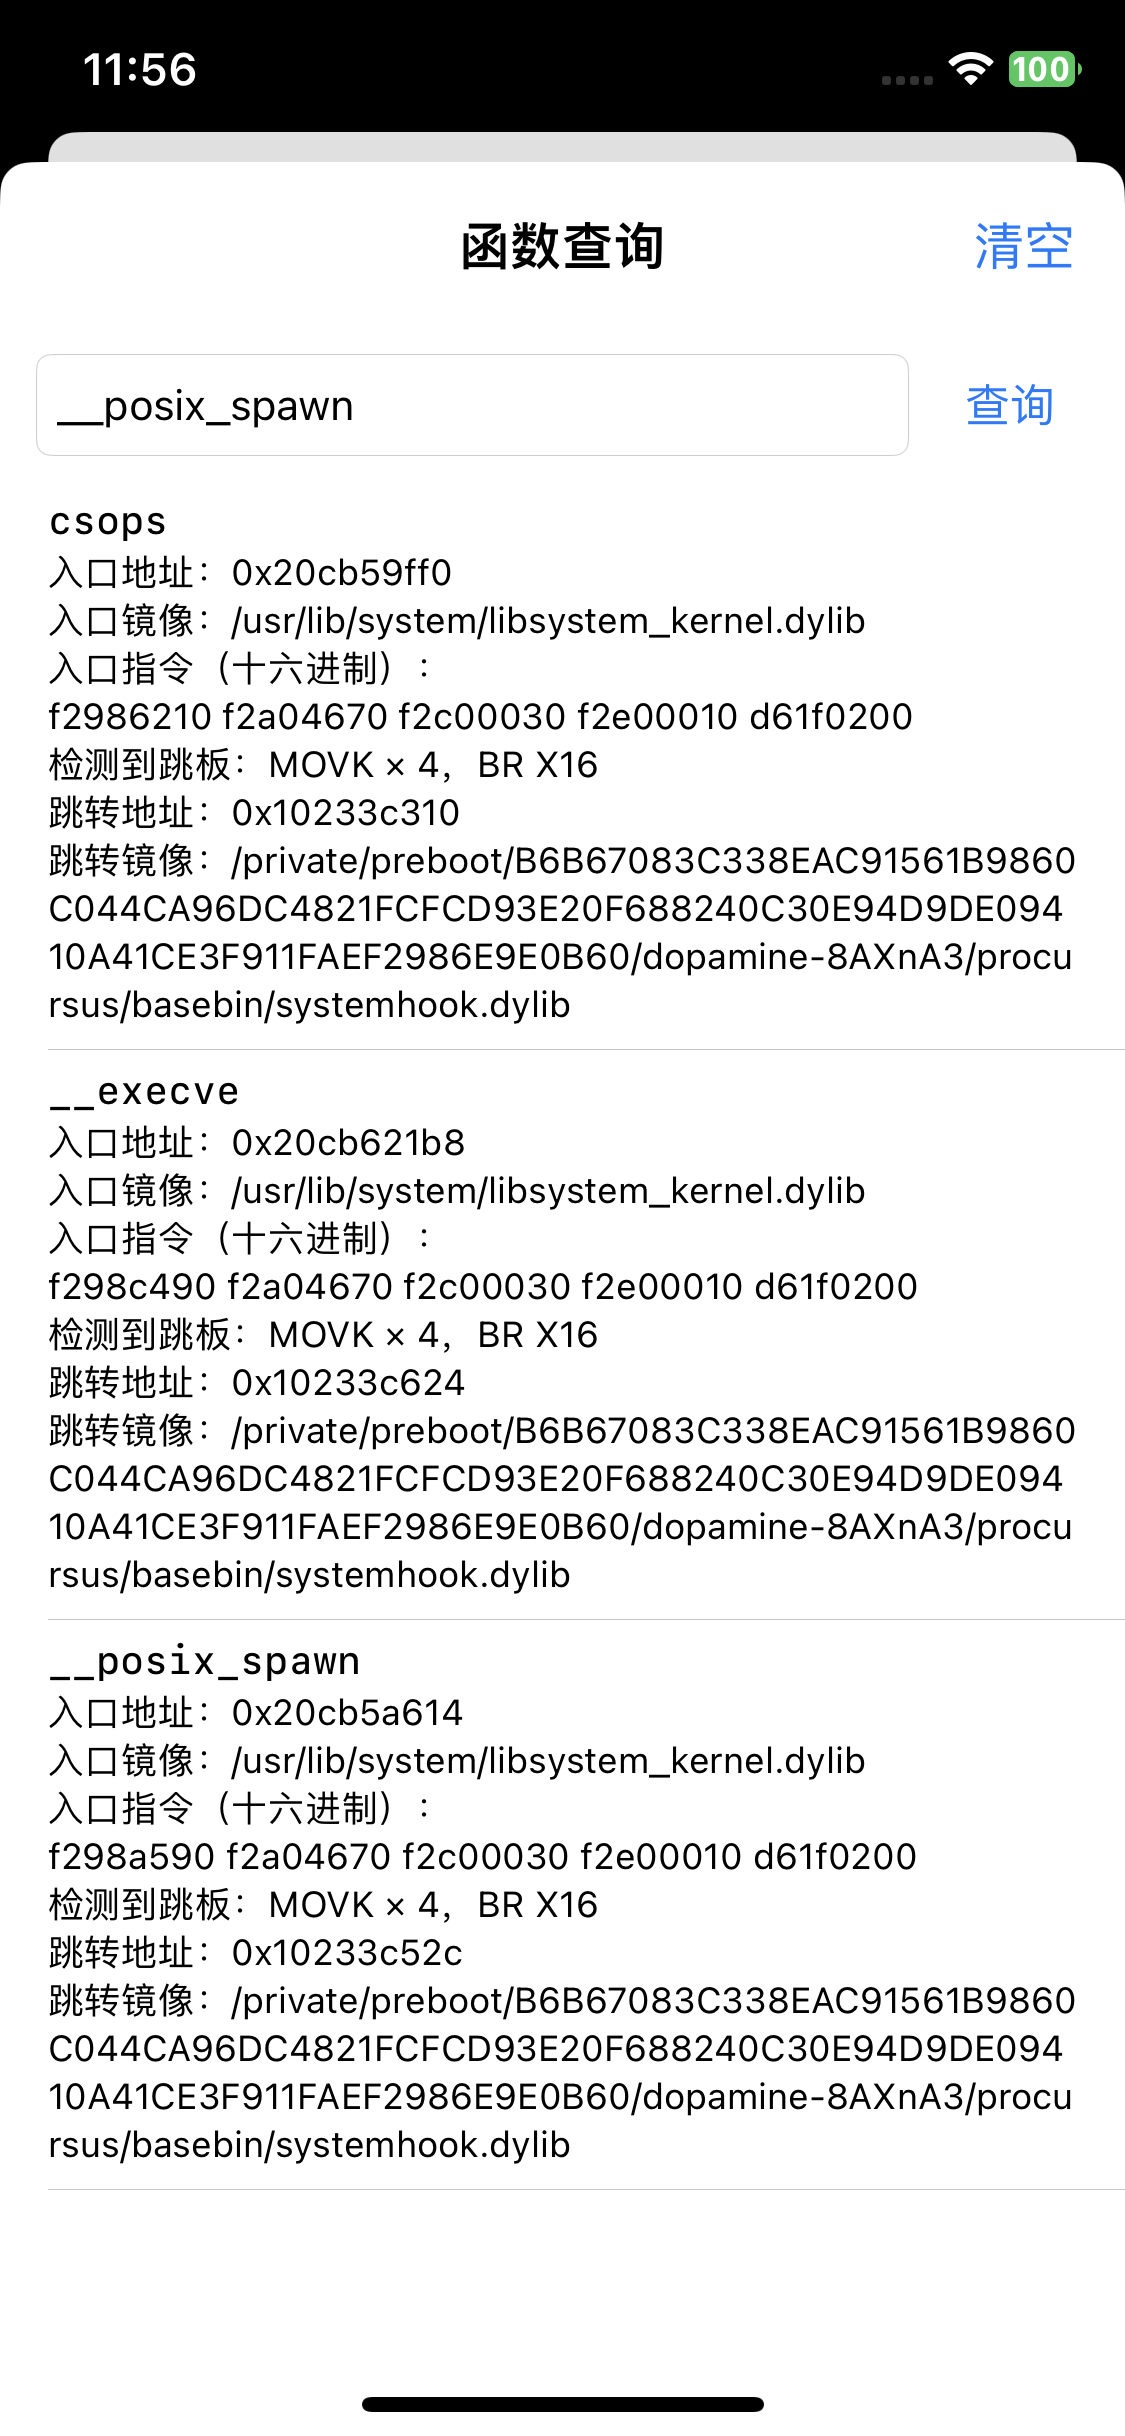 11:56
100
函数查询
清空
__posix_spawn
查询
csops
入口地址：0x20cb59ff0
入口镜像：/usr/lib/system/libsystem_kernel.dylib
入口指令（十六进制）：
f2986210 f2a04670 f2c00030 f2e00010 d61f0200
检测到跳板：MOVK × 4，BR X16
跳转地址：0x10233c310
跳转镜像：/private/preboot/B6B67083C338EAC91561B9860
C044CA96DC4821FCFCD93E20F688240C30E94D9DE094
10A41CE3F911FAEF2986E9E0B60/dopamine-8AXnA3/procu
rsus/basebin/systemhook.dylib
__execve
入口地址：0x20cb621b8
入口镜像：/usr/lib/system/libsystem_kernel.dylib
入口指令（十六进制）：
f298c490 f2a04670 f2c00030 f2e00010 d61f0200
检测到跳板：MOVK × 4，BR X16
跳转地址：0x10233c624
跳转镜像：/private/preboot/B6B67083C338EAC91561B9860
C044CA96DC4821FCFCD93E20F688240C30E94D9DE094
10A41CE3F911FAEF2986E9E0B60/dopamine-8AXnA3/procu
rsus/basebin/systemhook.dylib
__posix_spawn
入口地址：0x20cb5a614
入口镜像：/usr/lib/system/libsystem_kernel.dylib
入口指令（十六进制）：
f298a590 f2a04670 f2c00030 f2e00010 d61f0200
检测到跳板：MOVK × 4，BR X16
跳转地址：0x10233c52c
跳转镜像：/private/preboot/B6B67083C338EAC91561B9860
C044CA96DC4821FCFCD93E20F688240C30E94D9DE094
10A41CE3F911FAEF2986E9E0B60/dopamine-8AXnA3/procu
rsus/basebin/systemhook.dylib